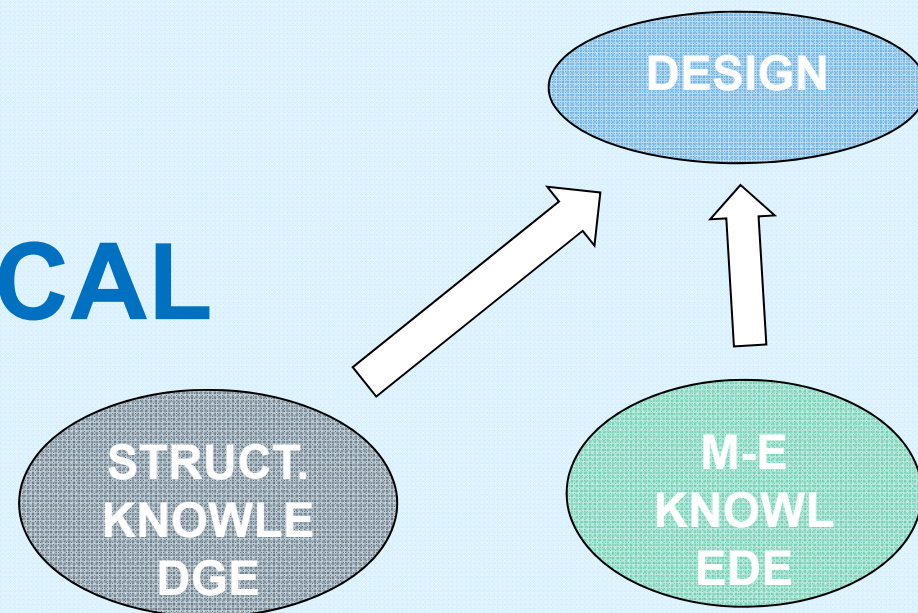 DESIGN
CAL
STRUCT.
KNOWLE
DGE
M-E
KNOWL
EDE